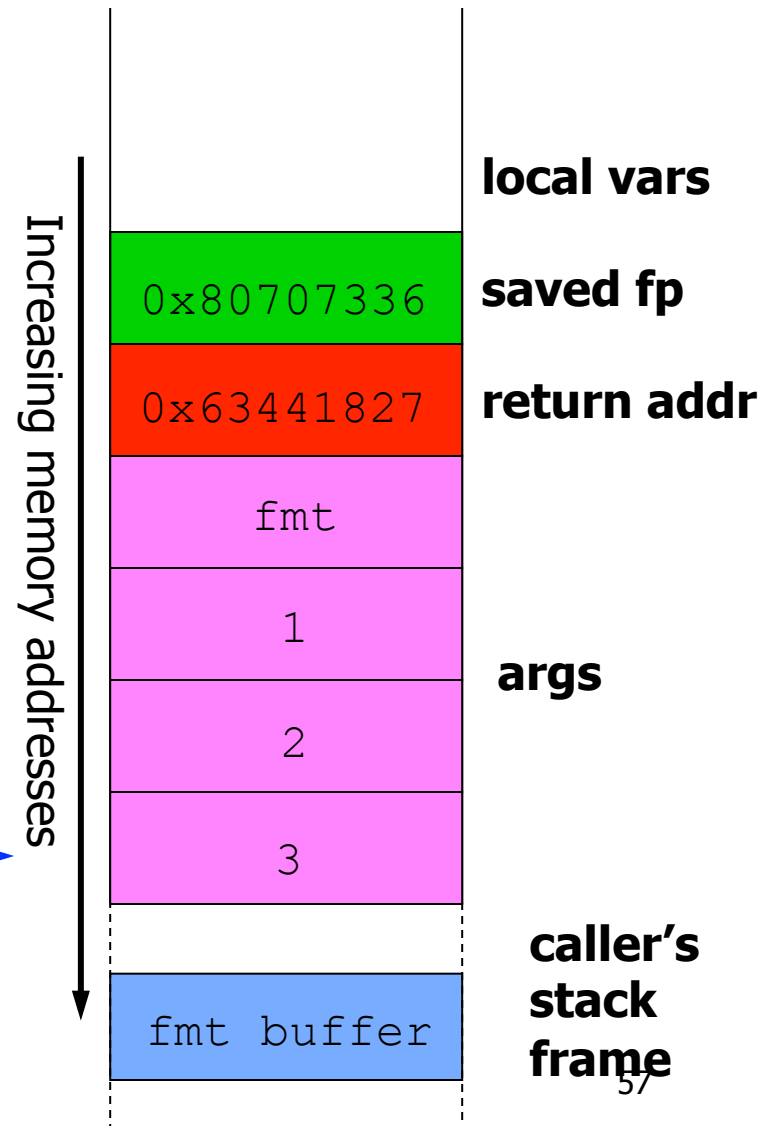 local vars
Increasing memory addresses
0x80707336
saved fp
0x63441827
return addr
fmt
1
args
2
3
caller’s
stack
fmt buffer
frame
57